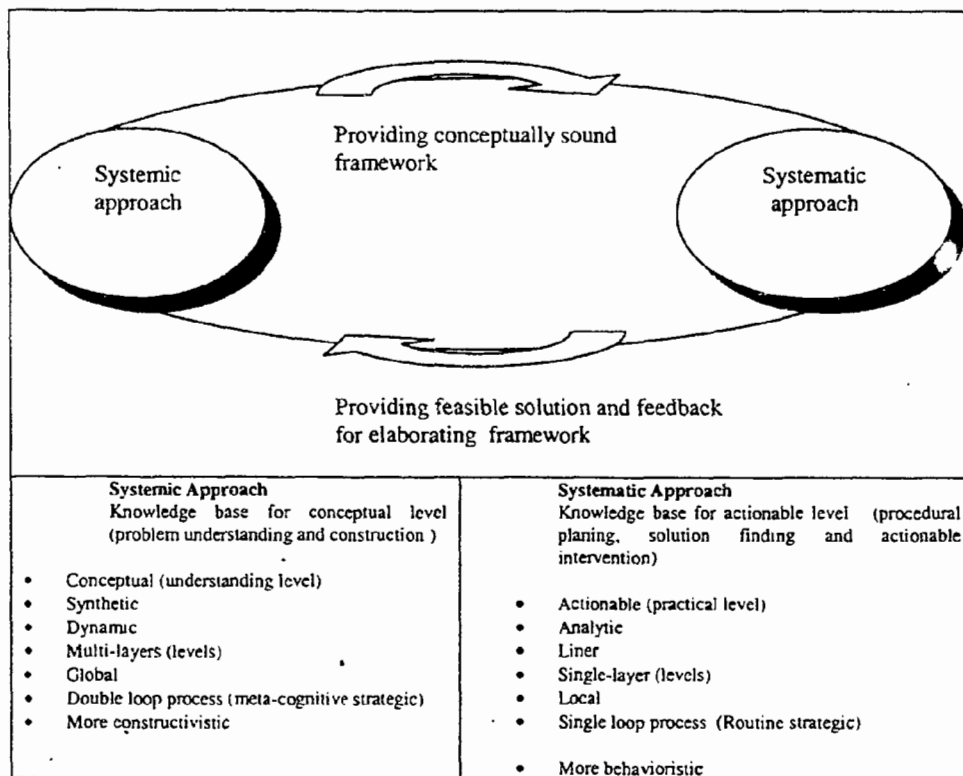 Providing conceptually sound
framework
Systemic
approach
Systematic
approach
Providing feasible solution and feedback
for elaborating framework
Systemic Approach
Knowledge base for conceptual level
(problem understanding and construction )
• Conceptual (understanding level)
• Synthetic
• Dynamic
• Multi-layers (levels)
• Global
• Double loop process (meta-cognitive strategic)
• More constructivistic
Systematic Approach
Knowledge base for actionable level (procedural
planing, solution finding and actionable
intervention)
• Actionable (practical level)
• Analytic
• Liner
• Single-layer (levels)
• Local
• Single loop process (Routine strategic)
• More behavioristic